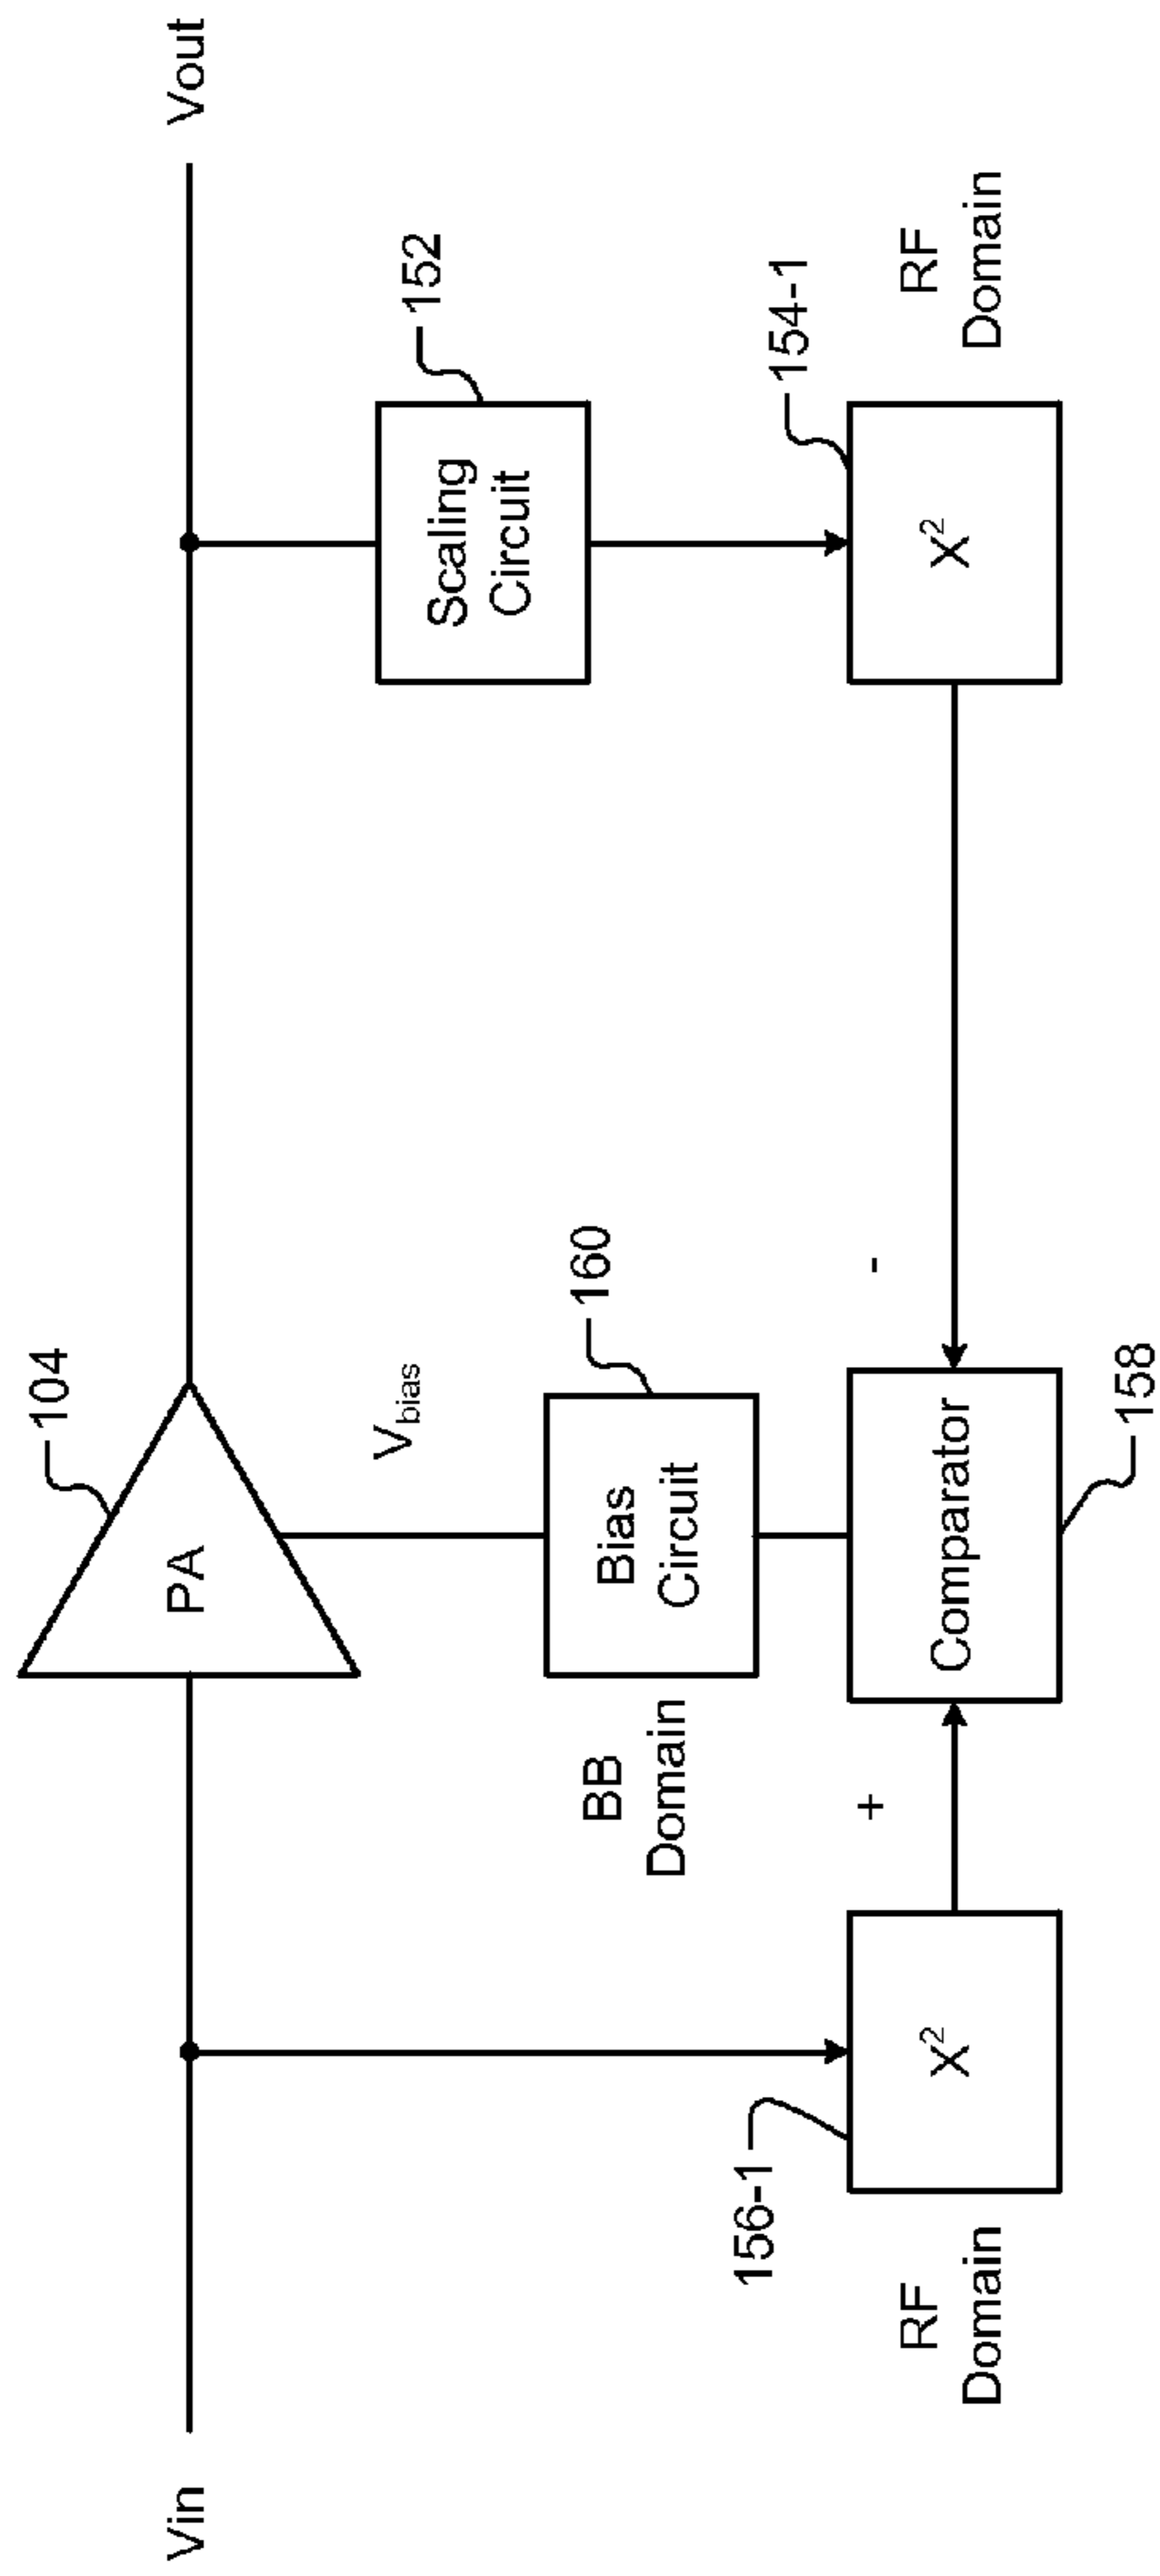 104
Vin
PA
Vout
V bias
152
Scaling
Circuit
160
BB
Domain
Bias
Circuit
156-1
154-1
+
-
RF
Domain
X²
Comparator
X²
RF
Domain
158